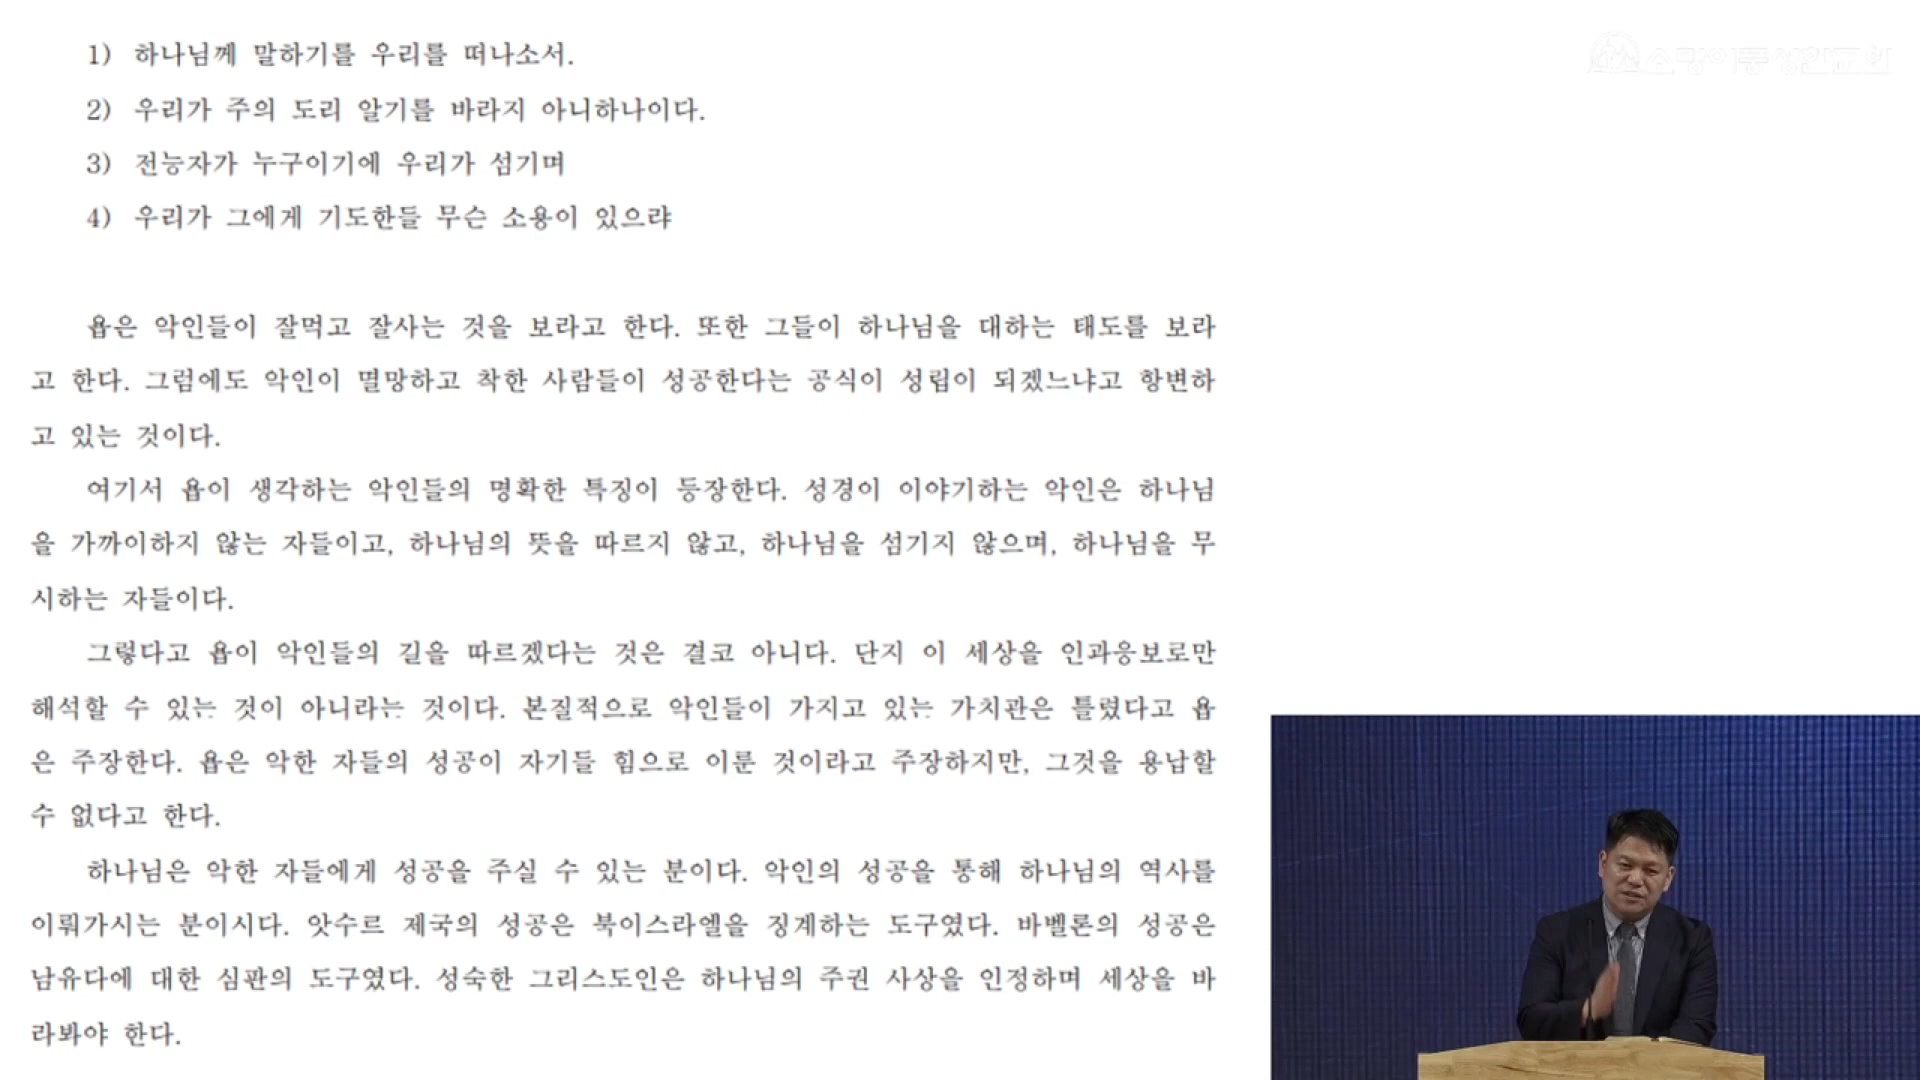 1) 하나님께 말하기를 우리를 떠나소서.
2) 우리가 주의 도리 알기를 바라지 아니하나이다.
3) 전능자가 누구이기에 우리가 섬기며
4) 우리가 그에게 기도한들 무슨 소용이 있으랴
욥은 악인들이 잘먹고 잘사는 것을 보라고 한다. 또한 그들이 하나님을 대하는 태도를 보라
고 한다. 그럼에도 악인이 멸망하고 착한 사람들이 성공한다는 공식이 성립이 되겠느냐고 항변하
고 있는 것이다.
여기서 욥이 생각하는 악인들의 명확한 특징이 등장한다. 성경이 이야기하는 악인은 하나님
을 가까이하지 않는 자들이고, 하나님의 뜻을 따르지 않고, 하나님을 섬기지 않으며, 하나님을 무
시하는 자들이다.
그렇다고 욥이 악인들의 길을 따르겠다는 것은 결코 아니다. 단지 이 세상을 인과응보로만
해석할 수 있는 것이 아니라는 것이다. 본질적으로 악인들이 가지고 있는 가치관은 틀렸다고 욥
은 주장한다. 욥은 악한 자들의 성공이 자기들 힘으로 이룬 것이라고 주장하지만, 그것을 용납할
수 없다고 한다.
하나님은 악한 자들에게 성공을 주실 수 있는 분이다. 악인의 성공을 통해 하나님의 역사를
이뤄가시는 분이시다. 앗수르 제국의 성공은 북이스라엘을 징계하는 도구였다. 바벨론의 성공은
남유다에 대한 심판의 도구였다. 성숙한 그리스도인은 하나님의 주권 사상을 인정하며 세상을 바
라봐야 한다.